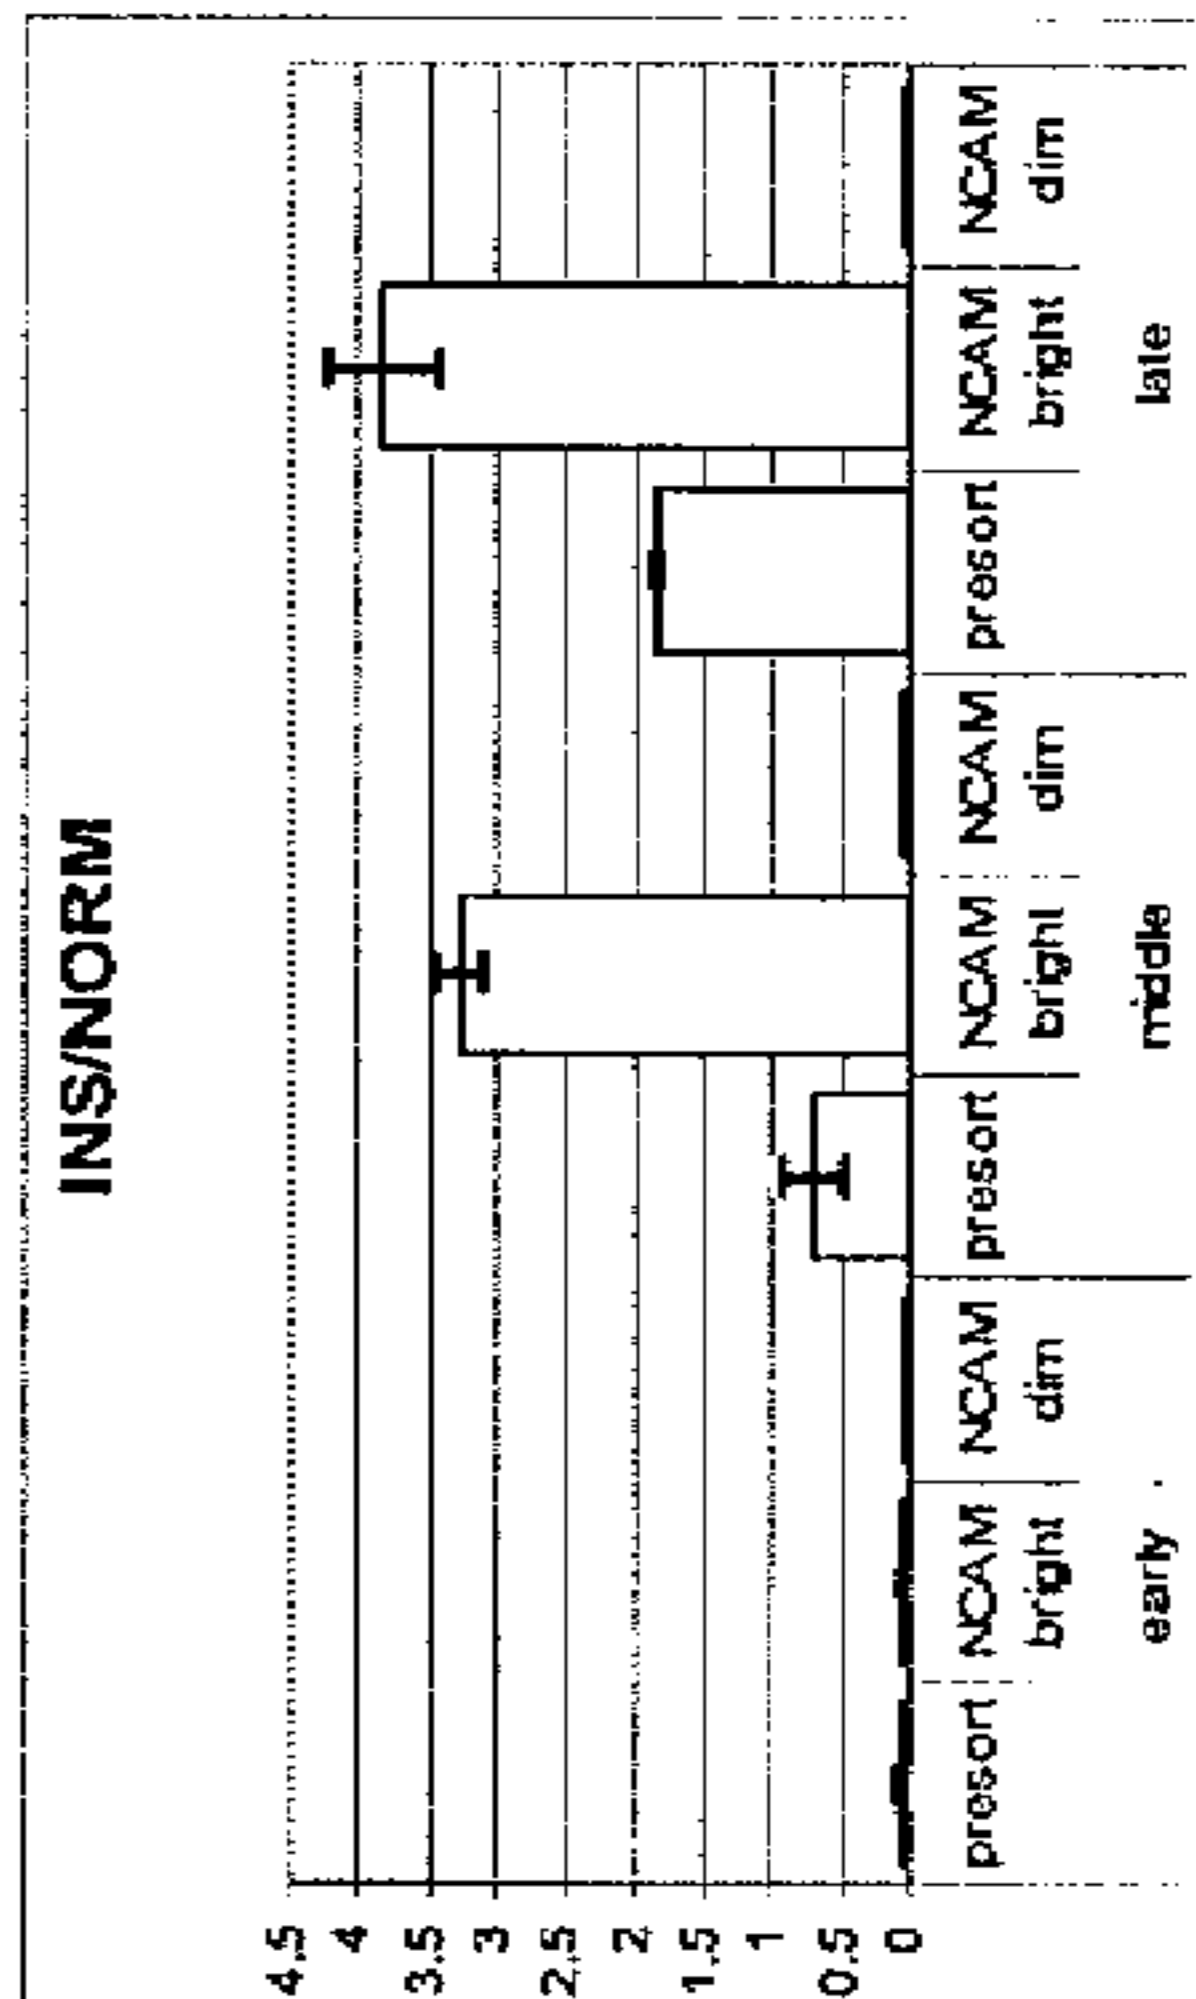 INS/NORM
4.5
4
3.5
3
2.5
2
1.5
1
0.5
0
presort
NCAM
bright
NCAM
dim
presort
NCAM
bright
NCAM
dim
presort
NCAM
bright
NCAM
dim
early
middle
late